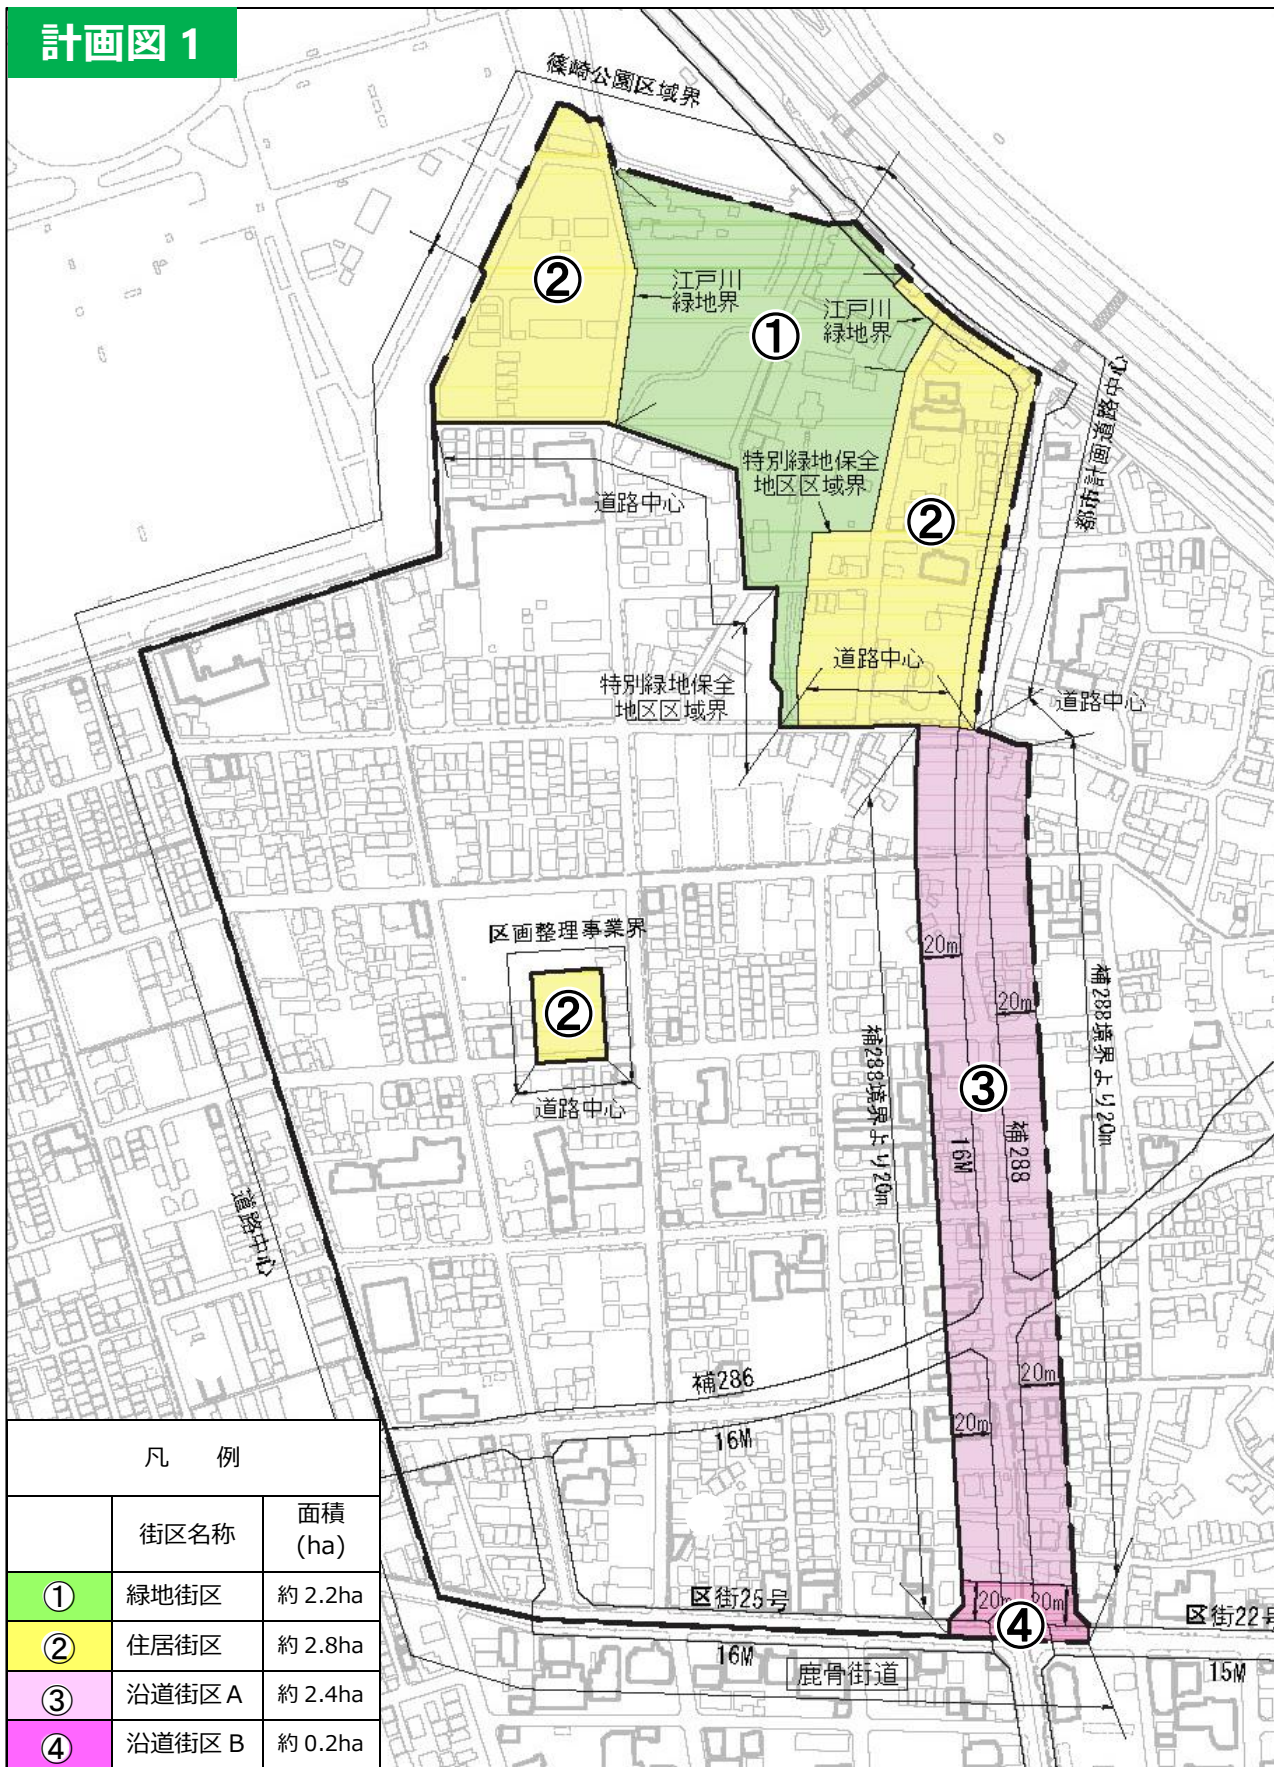 計画図 1
篠崎公園区域界
②
江戸川
緑地界
①
江戸川
緑地界
都市計画道路中心
特別緑地保全
地区区域界
道路中心
②
道路中心
特別緑地保全
地区区域界
道路中心
区画整理事業界
20m
20m
②
補288境界より20m
補288境界より20m
道路中心
③
補288
16M
道路中心
補286
16M
20m
20m
凡 例
街区名称
面積
(ha)
① 緑地街区 約 2.2ha
② 住居街区 約 2.8ha
③ 沿道街区 A 約 2.4ha
④ 沿道街区 B 約 0.2ha
区街25号
20m
20m
④
区街22号
16M
鹿骨街道
15M